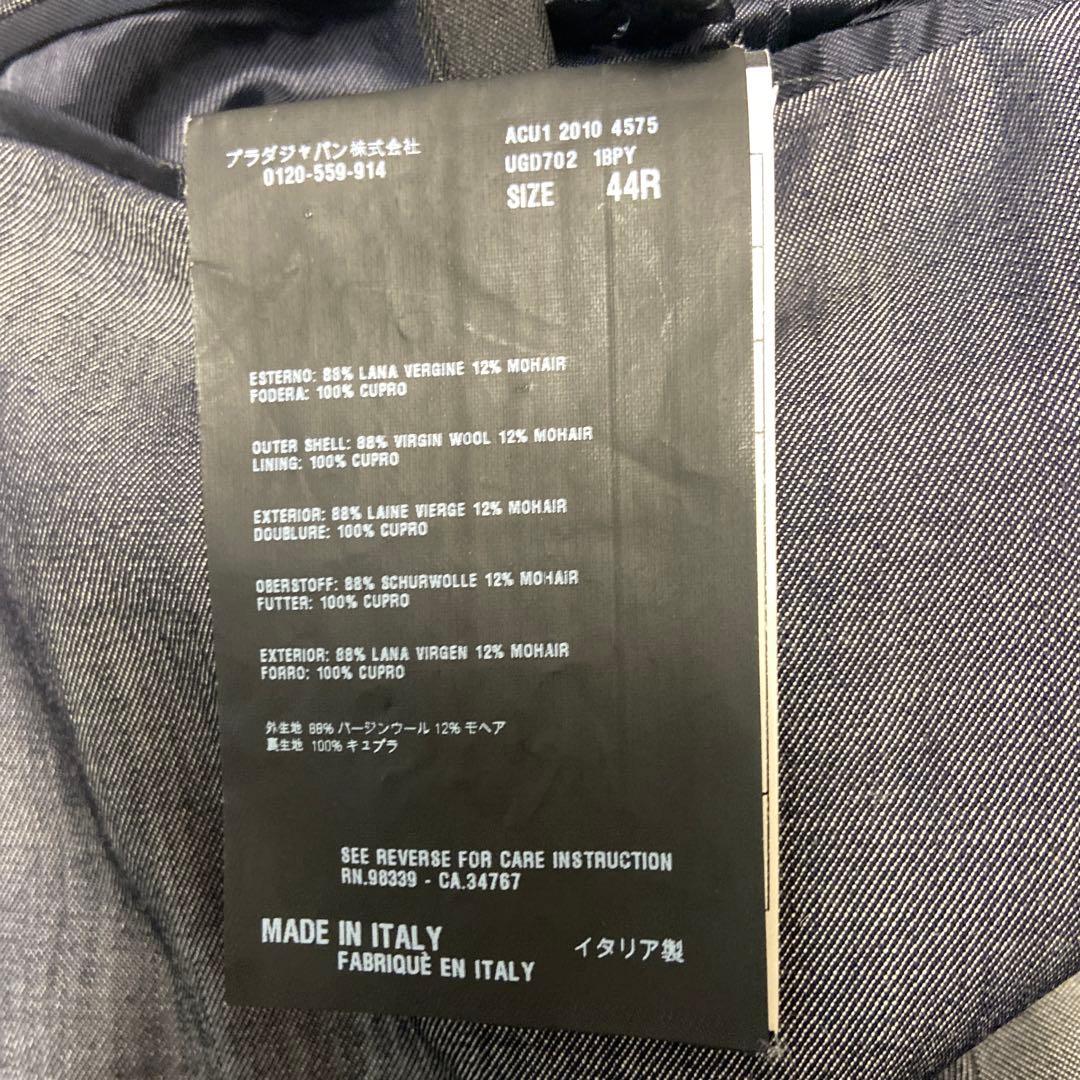 プラダジャパン株式会社
0120-559-914
ACU1 2010 4575
UGD702 1BPY
SIZE 44R
ESTERNO: 88% LANA VERGINE 12% MOHAIR
FODERA: 100% CUPRO
OUTER SHELL: 88% VIRGIN WOOL 12% MOHAIR
LINING: 100% CUPRO
EXTERIOR: 88% LAINE VIERGE 12% MOHAIR
DOUBLURE: 100% CUPRO
OBERSTOFF: 88% SCHURWOLLE 12% MOHAIR
FUTTER: 100% CUPRO
EXTERIOR: 88% LANA VIRGEN 12% MOHAIR
FORRO: 100% CUPRO
外生地 88% バージンウール 12% モヘア
裏生地 100% キュプラ
SEE REVERSE FOR CARE INSTRUCTION
RN.98339 - CA.34767
MADE IN ITALY
FABRIQUÈ EN ITALY
イタリア製